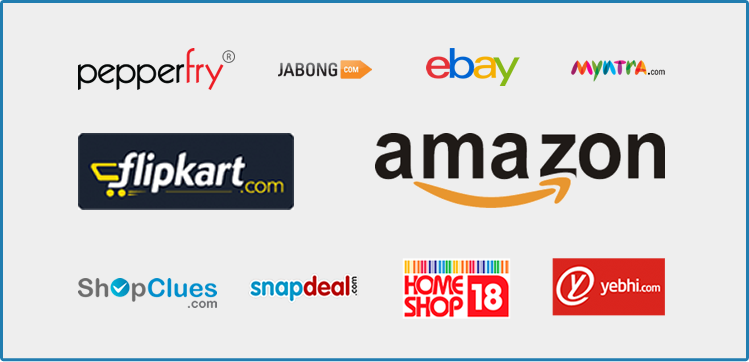 pepperfry®
JABONG COM
ebay
MYNTRA.com
flipkart.com
amazon
ShopClues
.com
snapdeal.com
HOME
SHOP 18
yebhi.com